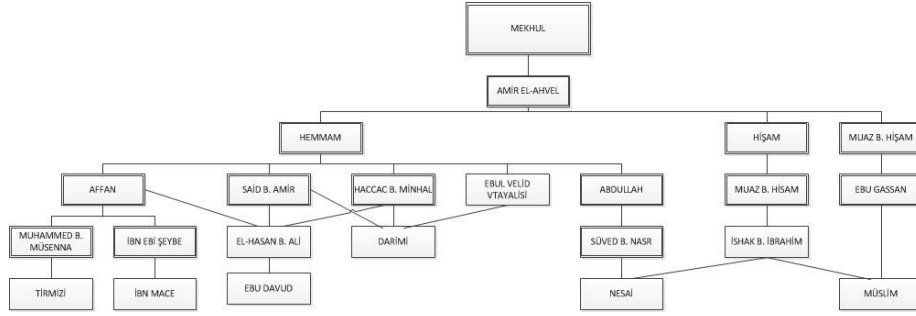 MEKHUL
AMİR EL-AHVEL
HEMMAM
HİŞAM
MUAZ B. HİŞAM
AFFAN
SAİD B. AMİR
HACCAC B. MİNHAL
EBUL VELİD
VTAYALİSİ
ABDULLAH
MUAZ B. HİSAM
EBU GASSAN
MUHAMMED B.
MÜSENNA
İBN EBİ ŞEYBE
EL-HASAN B. ALİ
DARİMİ
SÜVED B. NASR
İSHAK B. İBRAHİM
TİRMİZİ
İBN MACE
EBU DAVUD
NESAİ
MÜSLİM